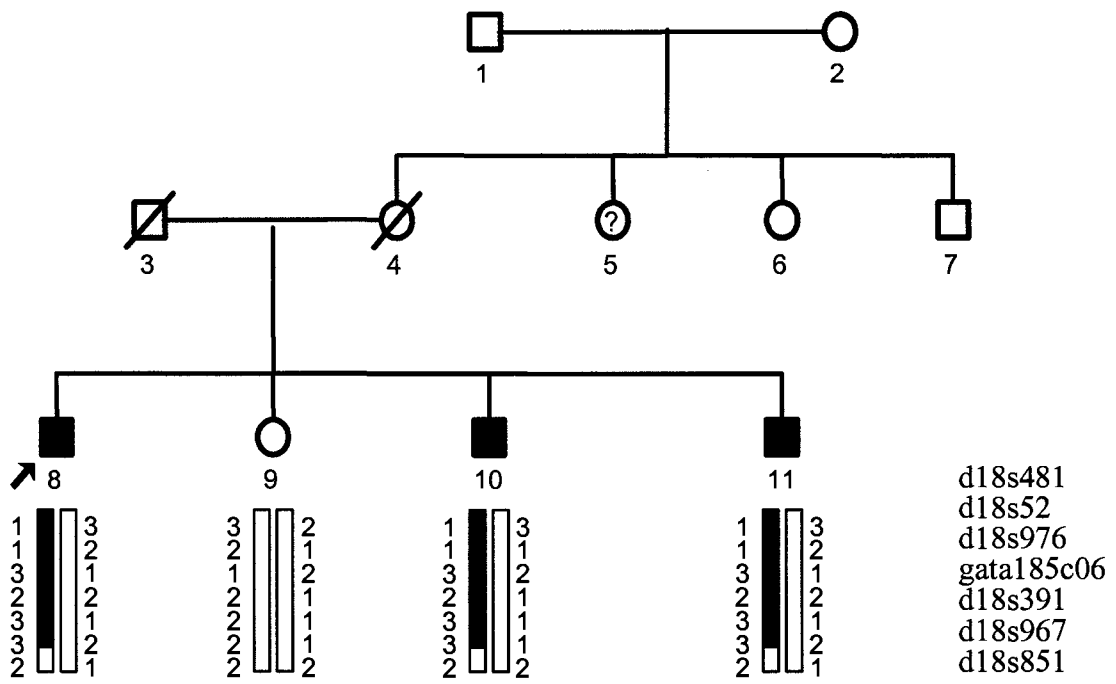 1 2
3 4 ? 5 6 7
8 9 10 11
1 3 3 2 1 3 1 3
1 2 2 1 1 1 1 2
3 1 1 2 3 2 3 1
2 2 2 1 2 1 2 2
3 1 2 1 3 1 3 1
3 2 2 1 3 1 3 2
2 1 2 2 2 2 2 1
d18s481
d18s52
d18s976
gata185c06
d18s391
d18s967
d18s851